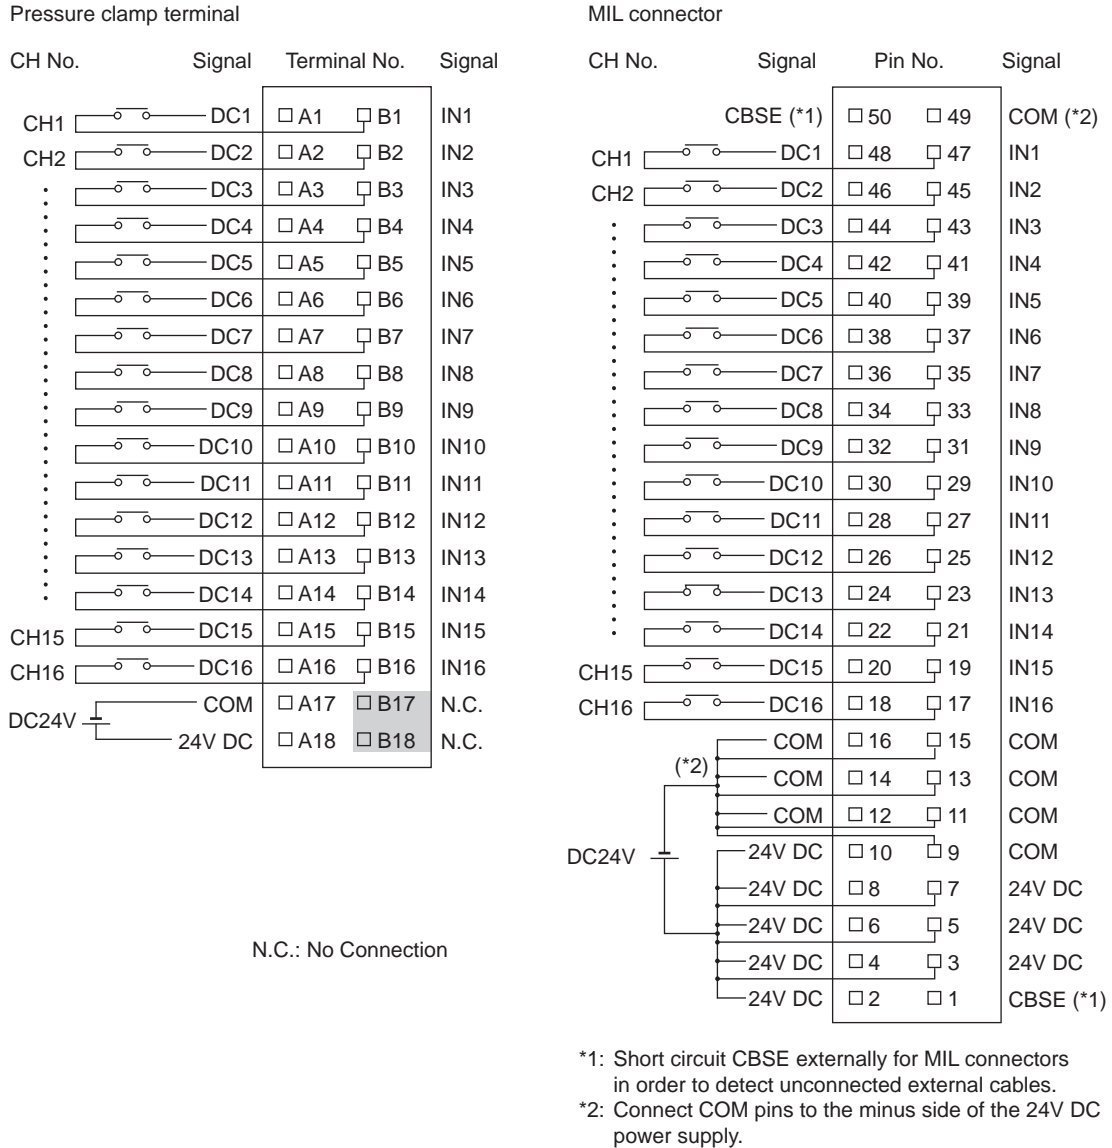 Pressure clamp terminal
CH No. Signal Terminal No. Signal
CH1 DC1 A1 B1 IN1
CH2 DC2 A2 B2 IN2
DC3 A3 B3 IN3
DC4 A4 B4 IN4
DC5 A5 B5 IN5
DC6 A6 B6 IN6
DC7 A7 B7 IN7
DC8 A8 B8 IN8
DC9 A9 B9 IN9
DC10 A10 B10 IN10
DC11 A11 B11 IN11
DC12 A12 B12 IN12
DC13 A13 B13 IN13
DC14 A14 B14 IN14
CH15 DC15 A15 B15 IN15
CH16 DC16 A16 B16 IN16
COM A17 B17 N.C.
DC24V
24V DC A18 B18 N.C.
N.C.: No Connection
MIL connector
CH No. Signal Pin No. Signal
CBSE (*1) 50 49 COM (*2)
CH1 DC1 48 47 IN1
CH2 DC2 46 45 IN2
DC3 44 43 IN3
DC4 42 41 IN4
DC5 40 39 IN5
DC6 38 37 IN6
DC7 36 35 IN7
DC8 34 33 IN8
DC9 32 31 IN9
DC10 30 29 IN10
DC11 28 27 IN11
DC12 26 25 IN12
DC13 24 23 IN13
DC14 22 21 IN14
CH15 DC15 20 19 IN15
CH16 DC16 18 17 IN16
COM 16 15 COM
(*2)
COM 14 13 COM
COM 12 11 COM
DC24V 24V DC 10 9 COM
24V DC 8 7 24V DC
24V DC 6 5 24V DC
24V DC 4 3 24V DC
24V DC 2 1 CBSE (*1)
*1: Short circuit CBSE externally for MIL connectors
in order to detect unconnected external cables.
*2: Connect COM pins to the minus side of the 24V DC
power supply.